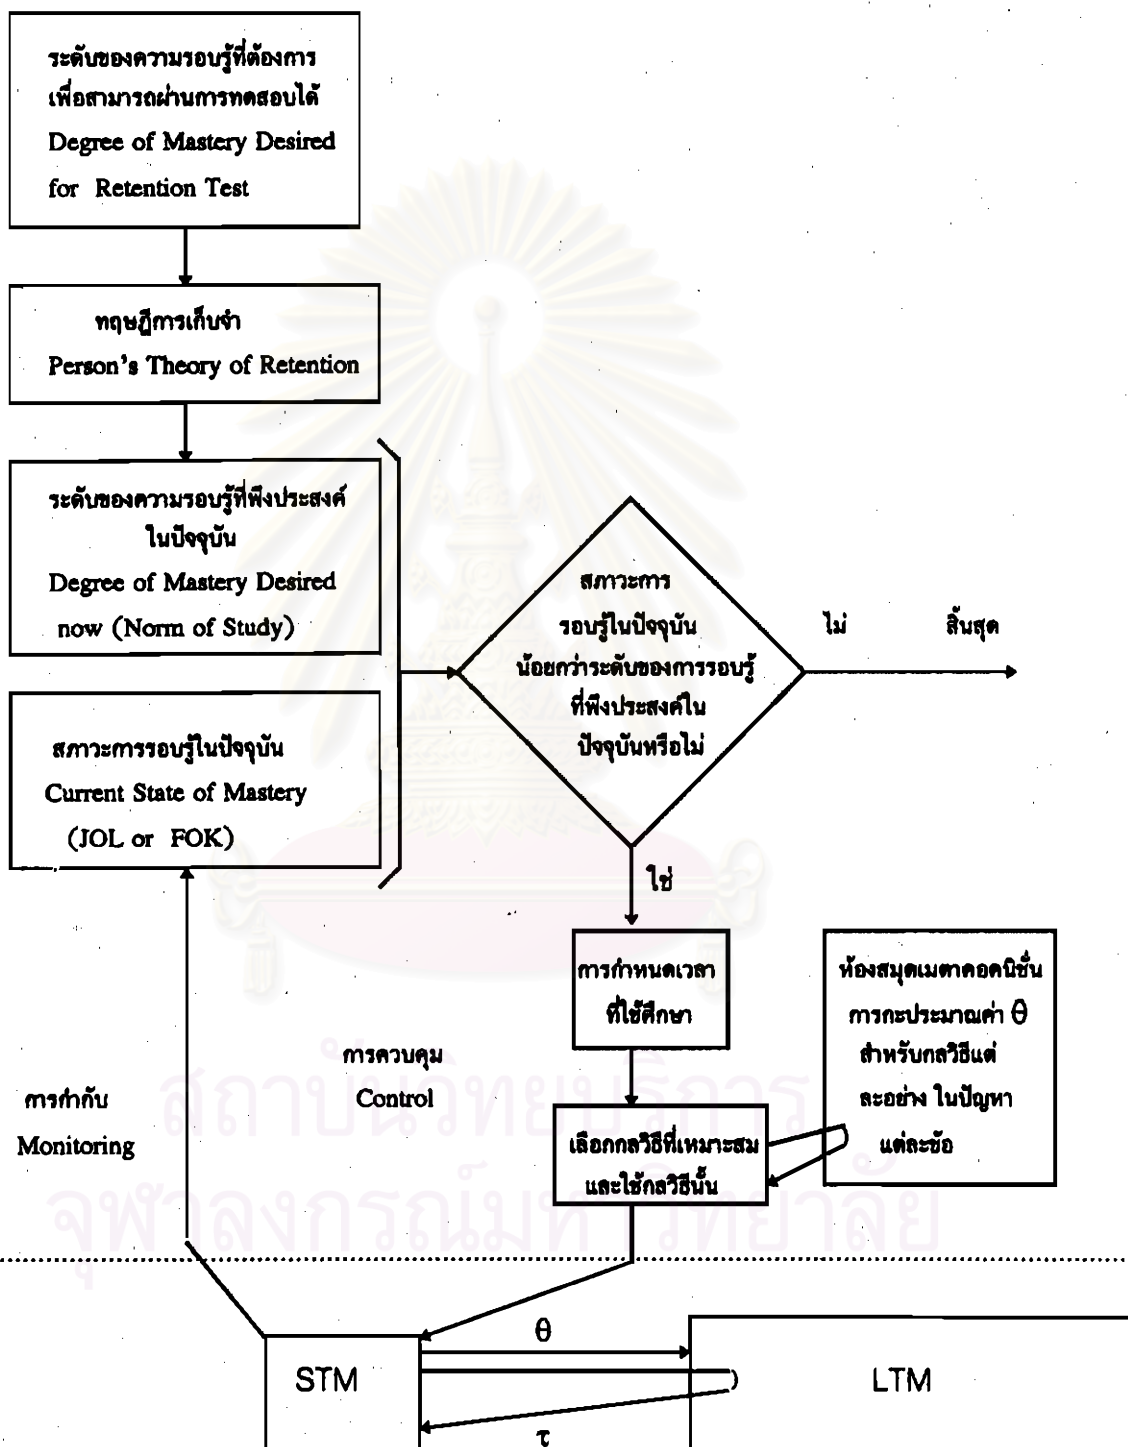 ระดับของความรอบรู้ที่ต้องการ
เพื่อสามารถผ่านการทดสอบได้
Degree of Mastery Desired
for Retention Test
ทฤษฎีการเก็บจำ
Person's Theory of Retention
ระดับของความรอบรู้ที่พึงประสงค์
ในปัจจุบัน
Degree of Mastery Desired
now (Norm of Study)
สภาวะการรอบรู้ในปัจจุบัน
Current State of Mastery
(JOL or FOK)
สภาวะการ
รอบรู้ในปัจจุบัน
น้อยกว่าระดับของการรอบรู้
ที่พึงประสงค์ใน
ปัจจุบันหรือไม่
ไม่ สิ้นสุด
ใช่
การกำหนดเวลา
ที่ใช้ศึกษา
ห้องสมุดเมตาคอคนิชั่น
การกะประมาณค่า θ
สำหรับกลวิธีแต่
ละอย่าง ในปัญหา
แต่ละข้อ
เลือกกลวิธีที่เหมาะสม
และใช้กลวิธีนั้น
การควบคุม
Control
การกำกับ
Monitoring
สถาบันวิทยบริการ
จุฬาลงกรณ์มหาวิทยาลัย
STM
θ
τ
LTM